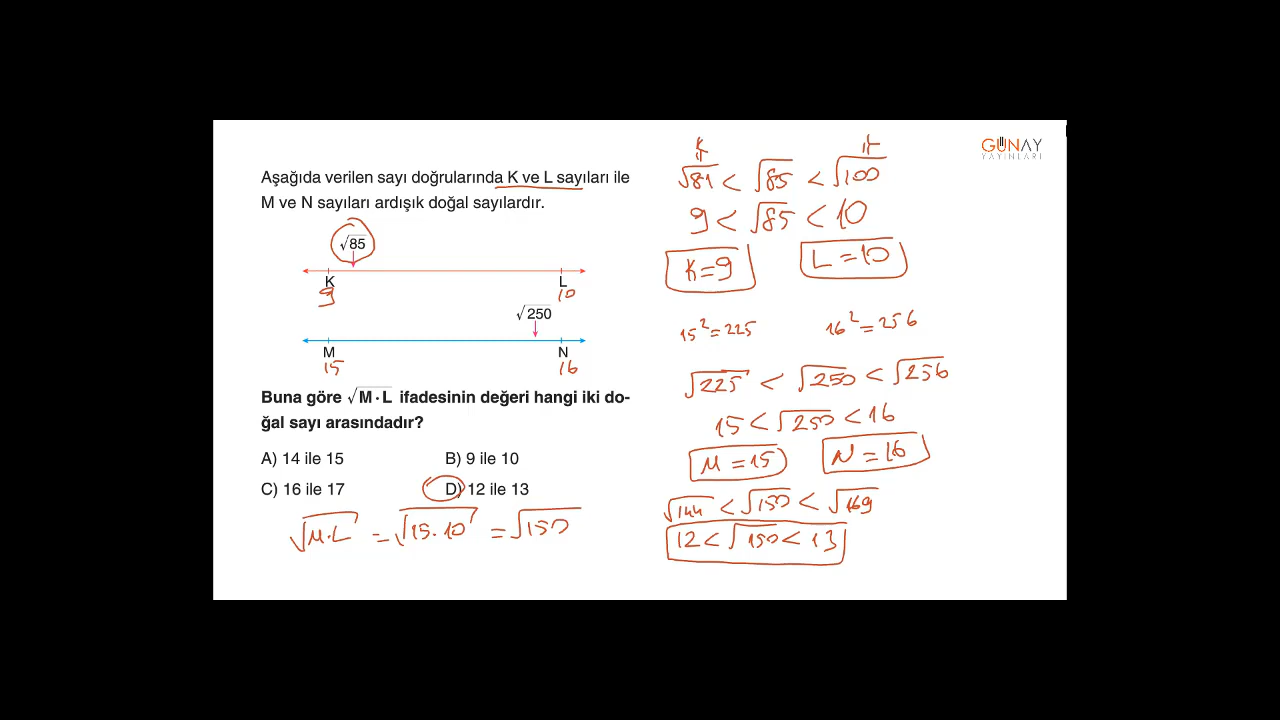 GÜNAY
YAYINLARI
Aşağıda verilen sayı doğrularında K ve L sayıları ile
M ve N sayıları ardışık doğal sayılardır.
√85
K L
9 10
√250
M N
15 16
Buna göre √M·L ifadesinin değeri hangi iki do-
ğal sayı arasındadır?
A) 14 ile 15 B) 9 ile 10
C) 16 ile 17 D) 12 ile 13
√M·L = √15·10 = √150
K
√81 < √85 < √100
9 < √85 < 10
K=9 L=10
15²=225 16²=256
√225 < √250 < √256
15 < √250 < 16
M=15 N=16
√144 < √150 < √169
12 < √150 < 13